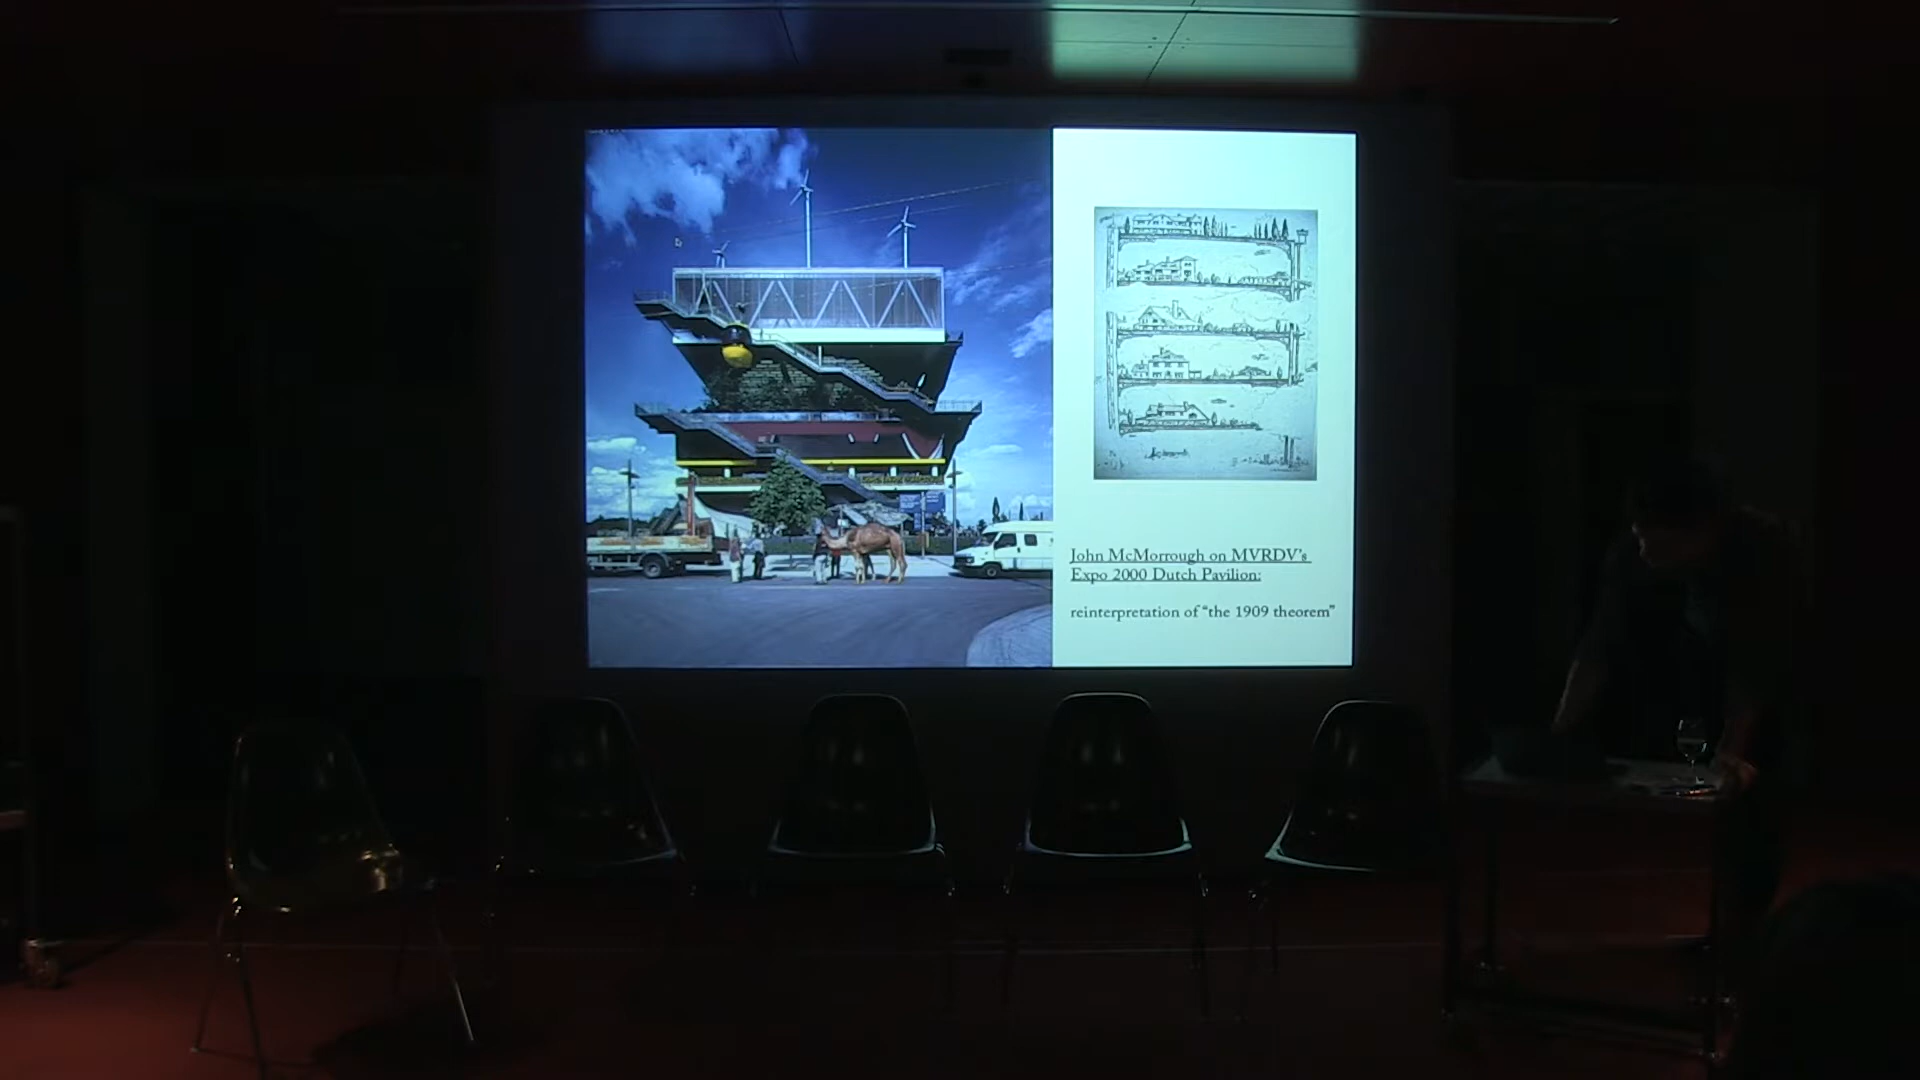 John McMorrough on MVRDV's
Expo 2000 Dutch Pavilion:
reinterpretation of “the 1909 theorem”